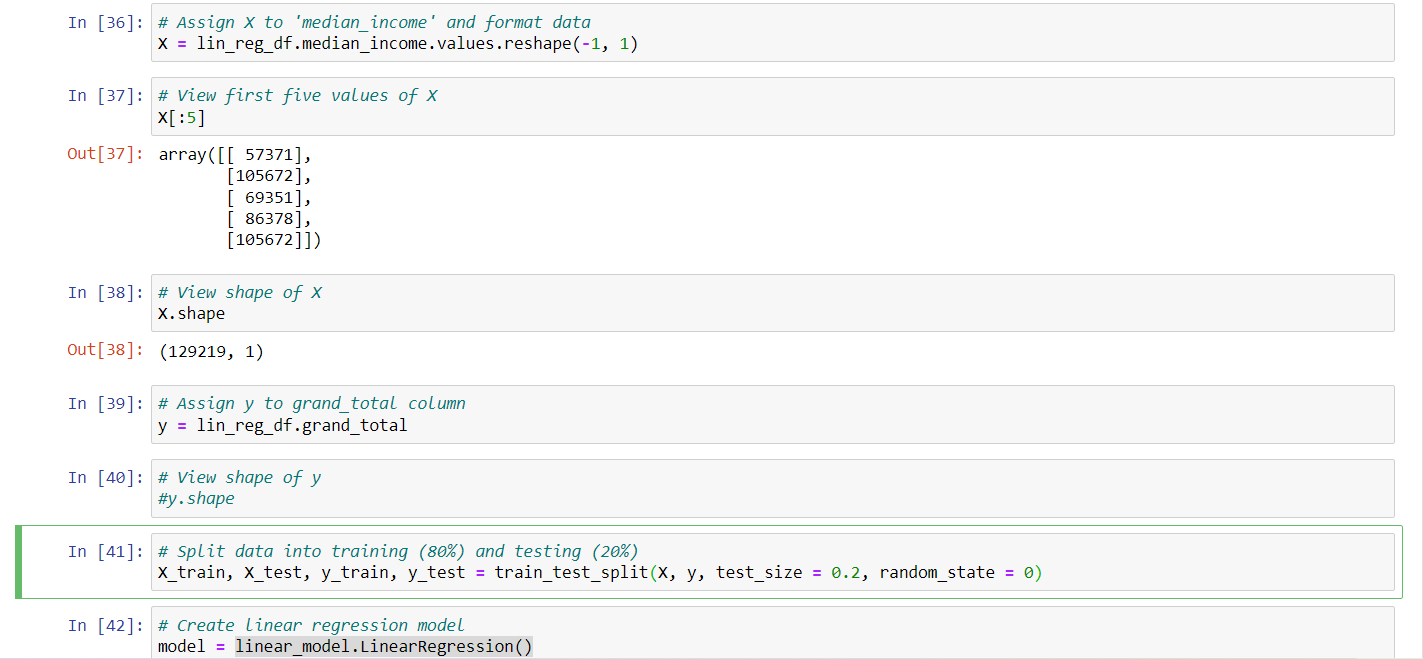 In [36]: # Assign X to 'median_income' and format data
X = lin_reg_df.median_income.values.reshape(-1, 1)
In [37]: # View first five values of X
X[:5]
Out[37]: array([[ 57371],
[105672],
[ 69351],
[ 86378],
[105672]])
In [38]: # View shape of X
X.shape
Out[38]: (129219, 1)
In [39]: # Assign y to grand_total column
y = lin_reg_df.grand_total
In [40]: # View shape of y
#y.shape
In [41]: # Split data into training (80%) and testing (20%)
X_train, X_test, y_train, y_test = train_test_split(X, y, test_size = 0.2, random_state = 0)
In [42]: # Create linear regression model
model = linear_model.LinearRegression()